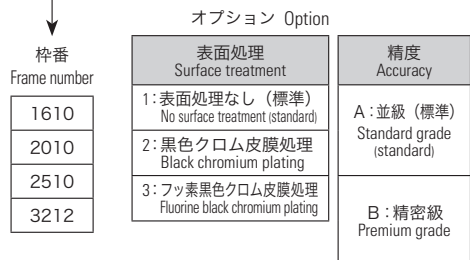 オプション Option
枠番
Frame number
1610
2010
2510
3212
表面処理
Surface treatment
1：表面処理なし（標準）
No surface treatment (standard)
2：黒色クロム皮膜処理
Black chromium plating
3：フッ素黒色クロム皮膜処理
Fluorine black chromium plating
精度
Accuracy
A：並級（標準）
Standard grade
(standard)
B：精密級
Premium grade